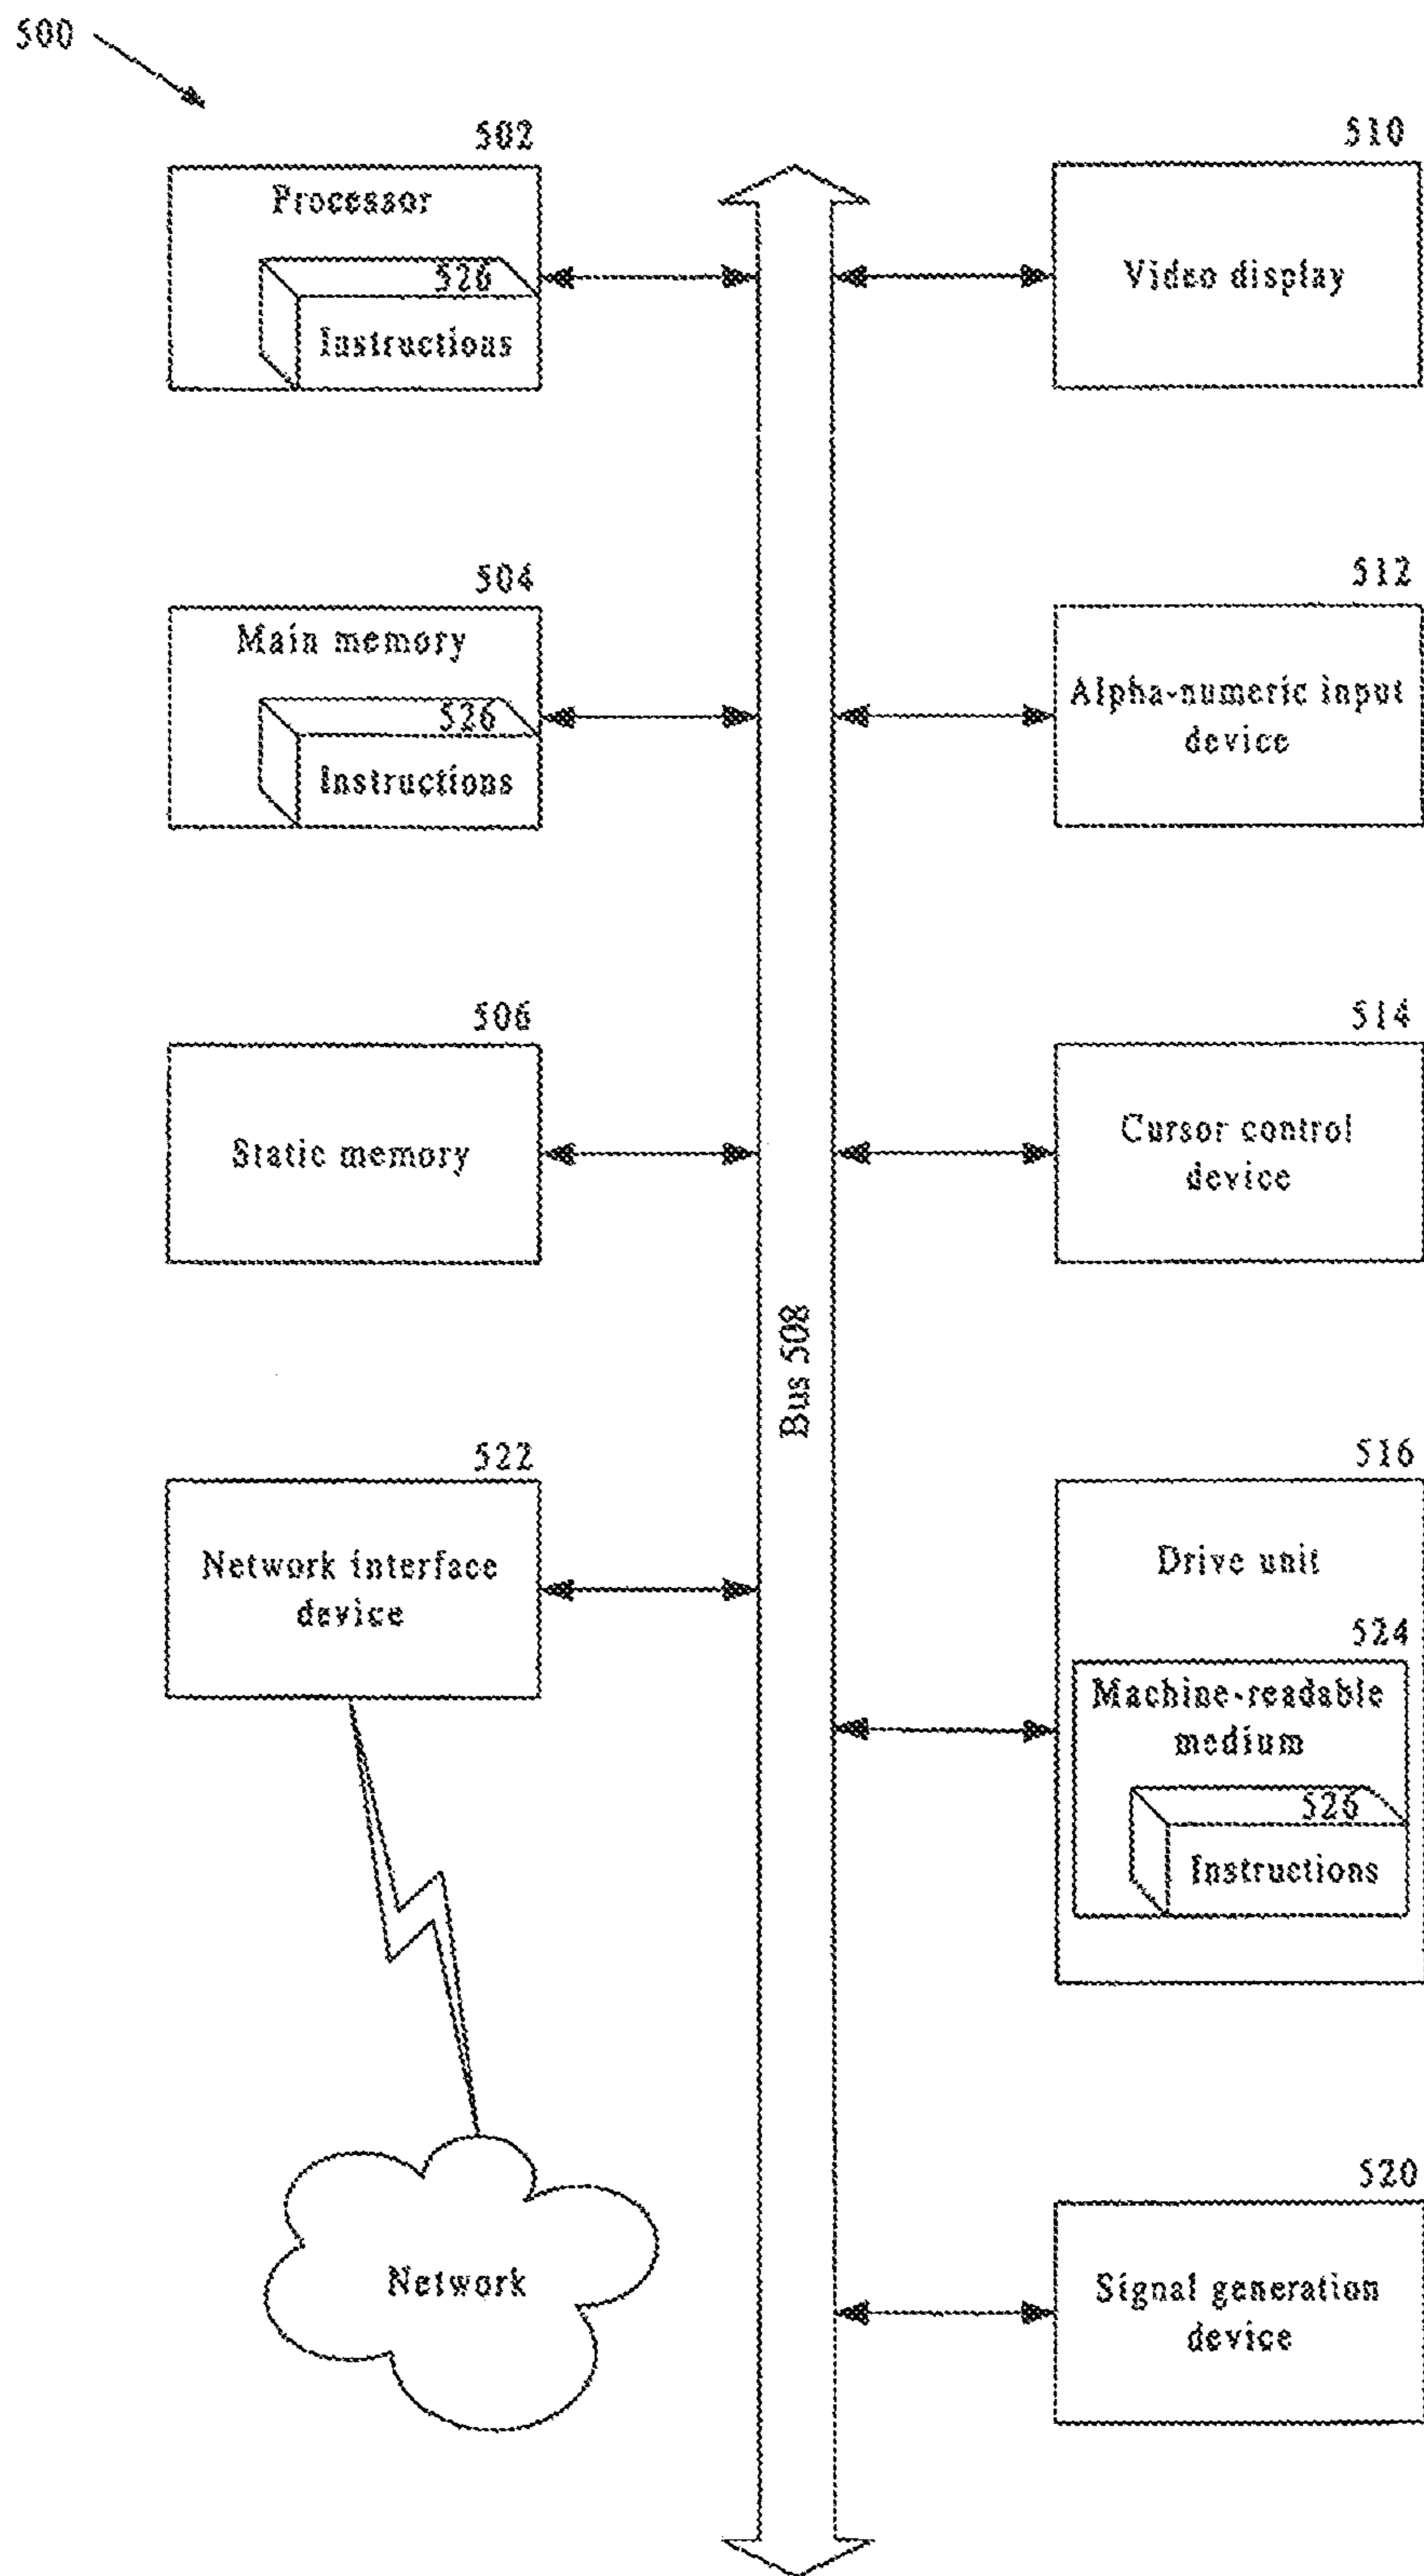 500
502
Processor
526
Instructions
504
Main memory
526
Instructions
506
Static memory
522
Network interface
device
Network
Bus 508
510
Video display
512
Alpha-numeric input
device
514
Cursor control
device
516
Drive unit
524
Machine-readable
medium
526
Instructions
520
Signal generation
device